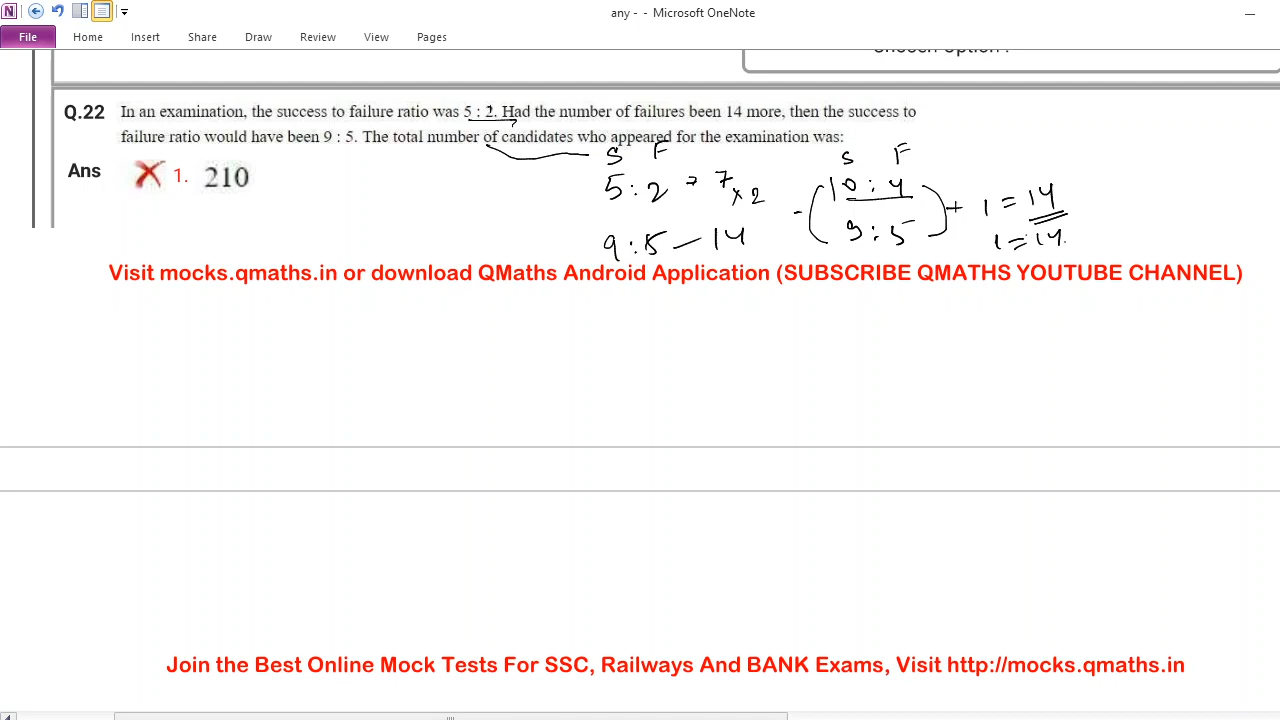 any - - Microsoft OneNote
File Home Insert Share Draw Review View Pages
Q.22 In an examination, the success to failure ratio was 5 : 2. Had the number of failures been 14 more, then the success to
failure ratio would have been 9 : 5. The total number of candidates who appeared for the examination was:
Ans 1. 210
S F
5 : 2 → 7 x 2
9 : 5 — 14
S F
10 : 4
9 : 5
- ( ) +
1 = 14
1 = 14
Visit mocks.qmaths.in or download QMaths Android Application (SUBSCRIBE QMATHS YOUTUBE CHANNEL)
Join the Best Online Mock Tests For SSC, Railways And BANK Exams, Visit http://mocks.qmaths.in